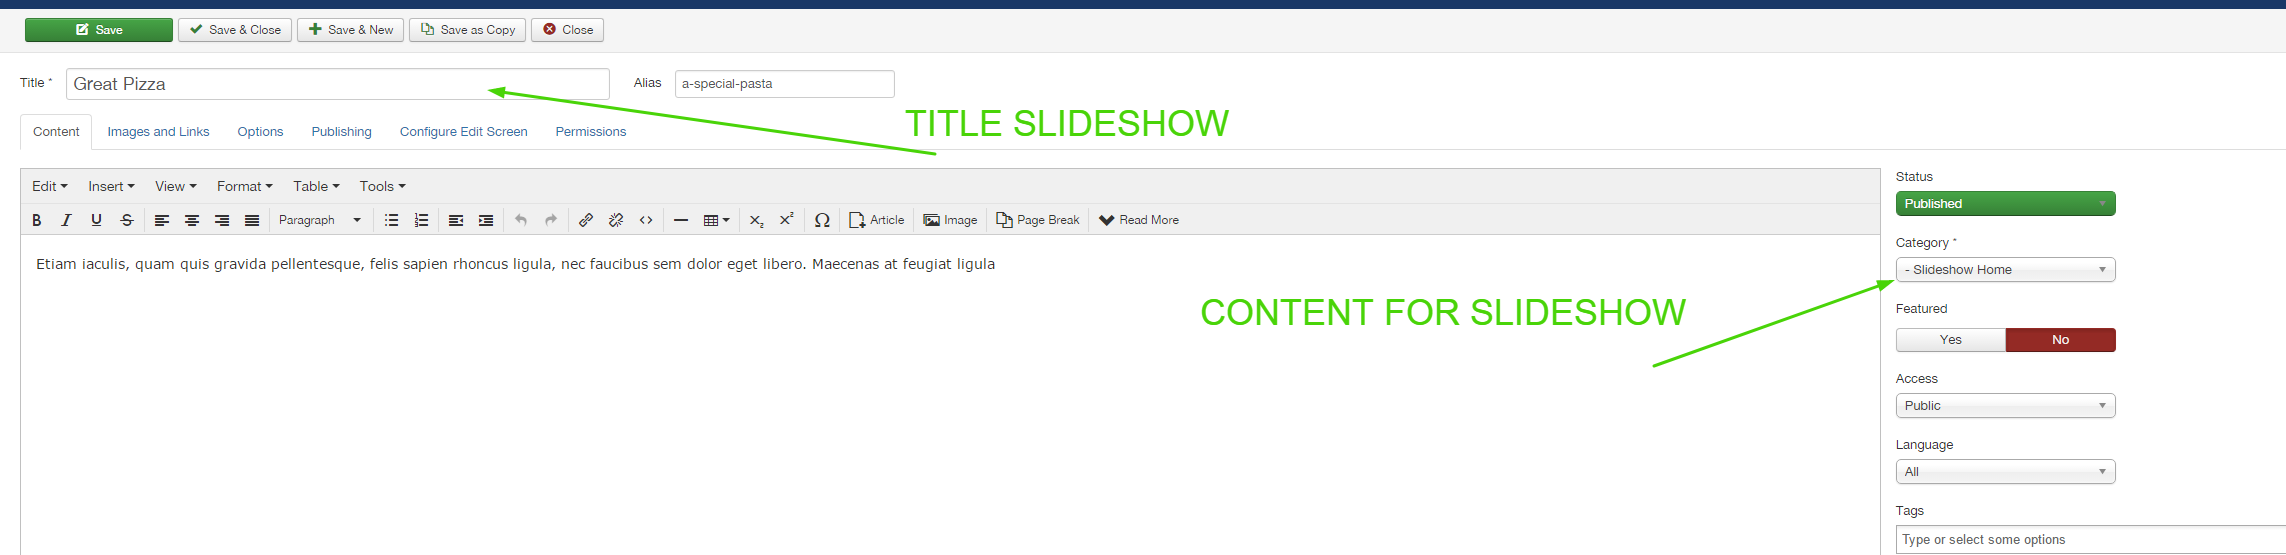 Save Save & Close Save & New Save as Copy Close
Title * Great Pizza Alias a-special-pasta
TITLE SLIDESHOW
Content Images and Links Options Publishing Configure Edit Screen Permissions
Edit Insert View Format Table Tools
B I U S Paragraph Article Image Page Break Read More
Etiam iaculis, quam quis gravida pellentesque, felis sapien rhoncus ligula, nec faucibus sem dolor eget libero. Maecenas at feugiat ligula
CONTENT FOR SLIDESHOW
Status
Published
Category *
- Slideshow Home
Featured
Yes No
Access
Public
Language
All
Tags
Type or select some options